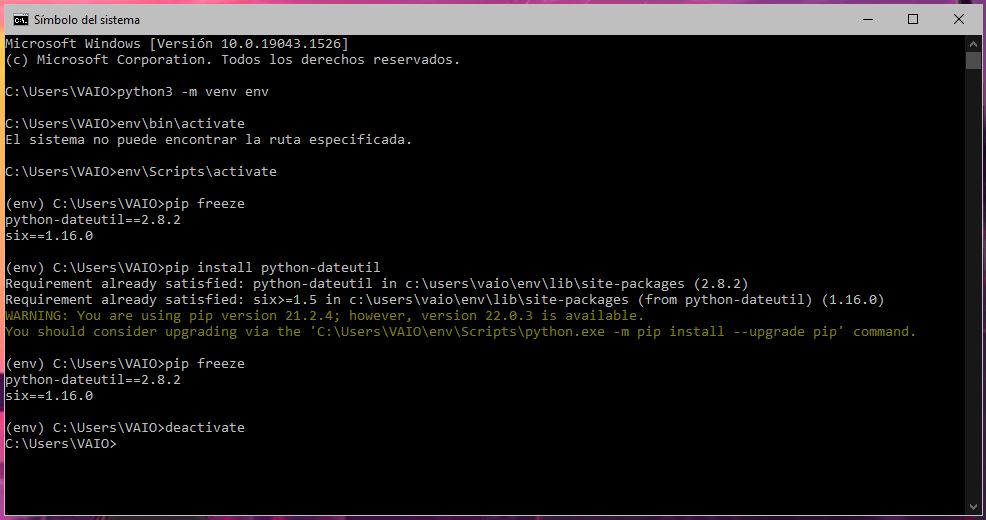 Símbolo del sistema
Microsoft Windows [Versión 10.0.19043.1526]
(c) Microsoft Corporation. Todos los derechos reservados.
C:\Users\VAIO>python3 -m venv env
C:\Users\VAIO>env\bin\activate
El sistema no puede encontrar la ruta especificada.
C:\Users\VAIO>env\Scripts\activate
(env) C:\Users\VAIO>pip freeze
python-dateutil==2.8.2
six==1.16.0
(env) C:\Users\VAIO>pip install python-dateutil
Requirement already satisfied: python-dateutil in c:\users\vaio\env\lib\site-packages (2.8.2)
Requirement already satisfied: six>=1.5 in c:\users\vaio\env\lib\site-packages (from python-dateutil) (1.16.0)
WARNING: You are using pip version 21.2.4; however, version 22.0.3 is available.
You should consider upgrading via the 'C:\Users\VAIO\env\Scripts\python.exe -m pip install --upgrade pip' command.
(env) C:\Users\VAIO>pip freeze
python-dateutil==2.8.2
six==1.16.0
(env) C:\Users\VAIO>deactivate
C:\Users\VAIO>